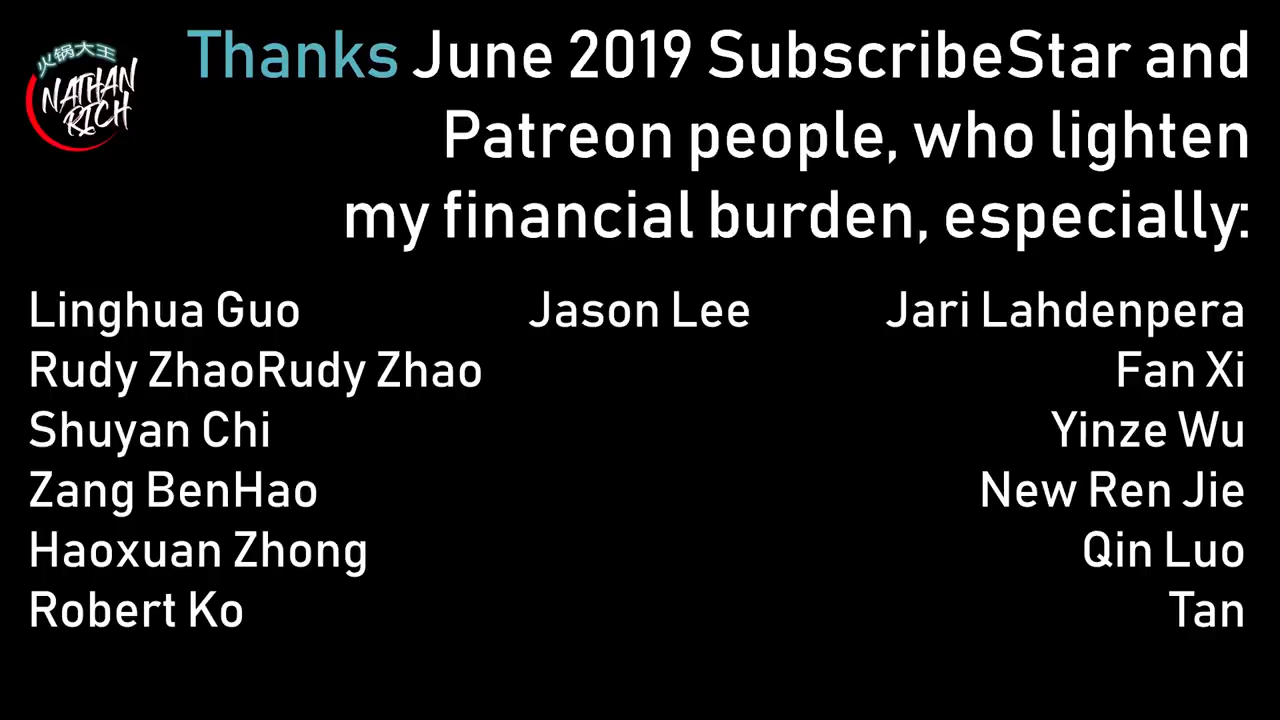 火锅大王
NATHAN
RICH
Thanks June 2019 SubscribeStar and
Patreon people, who lighten
my financial burden, especially:
Linghua Guo
Rudy ZhaoRudy Zhao
Shuyan Chi
Zang BenHao
Haoxuan Zhong
Robert Ko
Jason Lee
Jari Lahdenpera
Fan Xi
Yinze Wu
New Ren Jie
Qin Luo
Tan